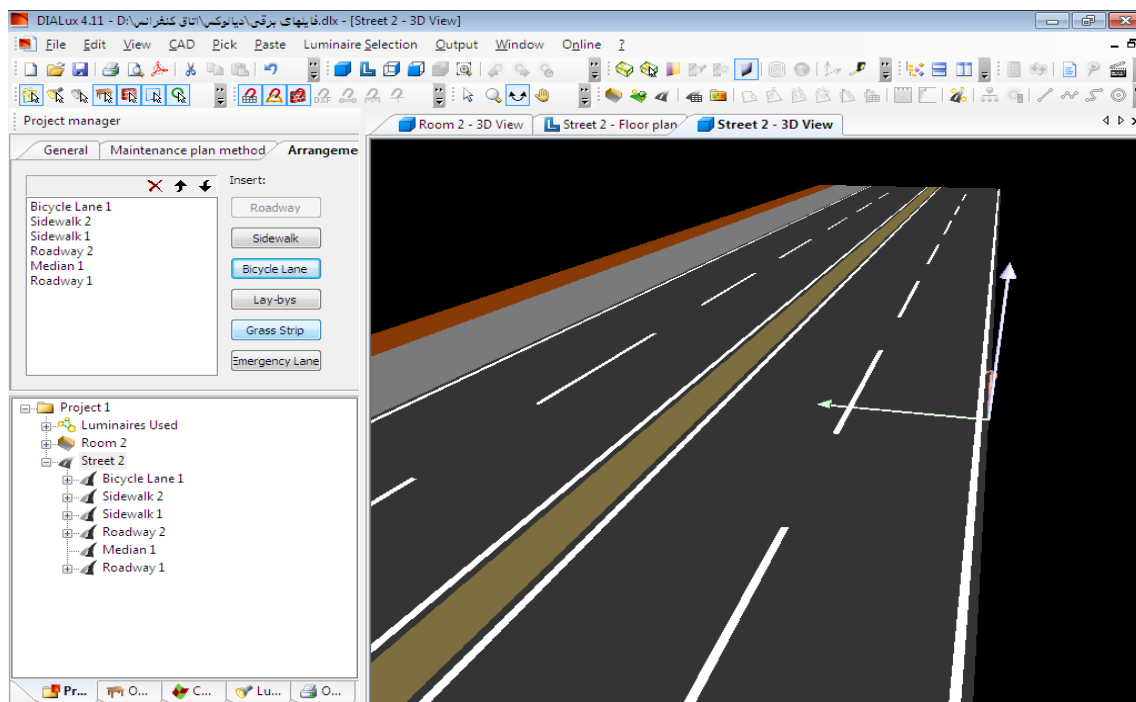 DIALux 4.11 - D:\فایلهای برقی\دیالوکس\اتاق کنفرانس.dlx - [Street 2 - 3D View]
File Edit View CAD Pick Paste Luminaire Selection Output Window Online ?
Project manager
Room 2 - 3D View Street 2 - Floor plan Street 2 - 3D View
General Maintenance plan method Arrangeme
Insert:
Bicycle Lane 1
Sidewalk 2
Sidewalk 1
Roadway 2
Median 1
Roadway 1
Roadway
Sidewalk
Bicycle Lane
Lay-bys
Grass Strip
Emergency Lane
Project 1
Luminaires Used
Room 2
Street 2
Bicycle Lane 1
Sidewalk 2
Sidewalk 1
Roadway 2
Median 1
Roadway 1
Pr... O... C... Lu... O...